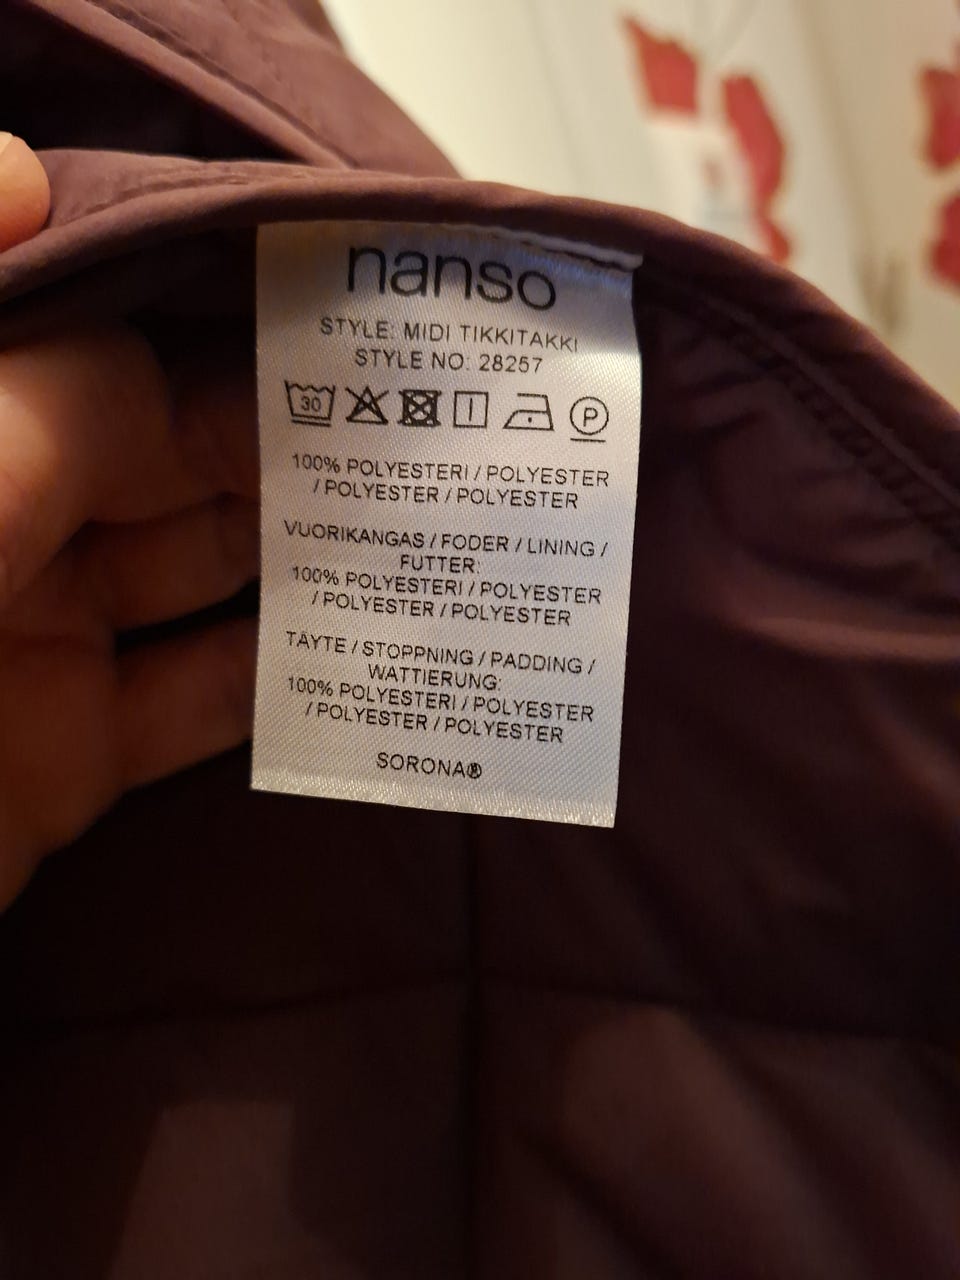 nanso
STYLE: MIDI TIKKITAKKI
STYLE NO: 28257
30 P
100% POLYESTERI / POLYESTER
/ POLYESTER / POLYESTER
VUORIKANGAS / FODER / LINING /
FUTTER:
100% POLYESTERI / POLYESTER
/ POLYESTER / POLYESTER
TÄYTE / STOPPNING / PADDING /
WATTIERUNG:
100% POLYESTERI / POLYESTER
/ POLYESTER / POLYESTER
SORONA®